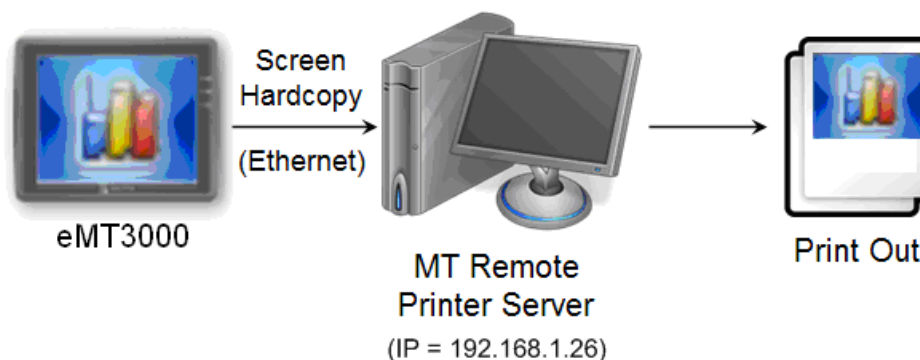 Screen
Hardcopy
(Ethernet)
eMT3000
MT Remote
Printer Server
(IP = 192.168.1.26)
Print Out